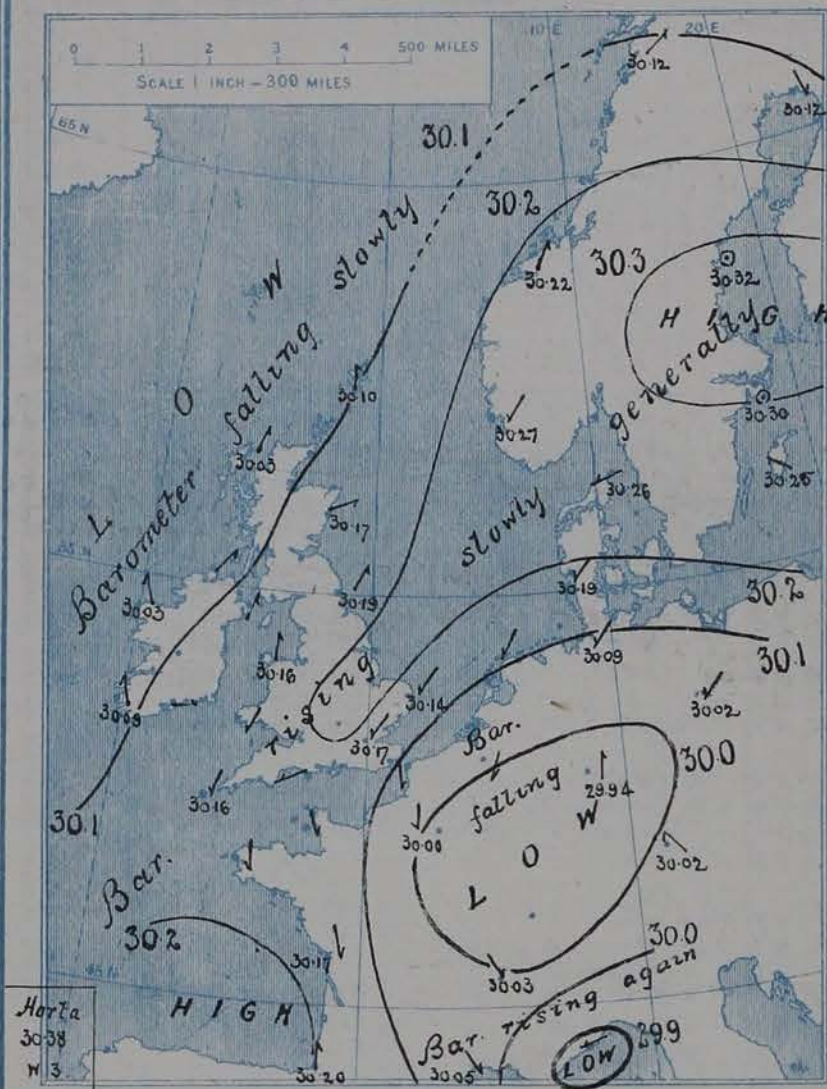 0 1 2 3 4 500 MILES
SCALE 1 INCH – 300 MILES
10 E
20 E
65 N
30.12
30.12
30.1
30.2
30.3
30.22
30.32
H I G H
LOW
Barometer falling slowly
30.10
30.27
30.30
generally
30.03
30.17
30.26
30.25
slowly
55 N
30.03
30.19
30.19
30.2
30.16
rising
30.09
30.1
30.09
30.14
30.02
30.17
Bar.
30.0
30.16
falling
29.94
30.1
LOW
30.02
Bar.
30.2
30.17
30.03
30.0
45 N
HIGH
Bar. rising again
29.9
LOW
30.05
30.20
Horta
30.38
W 3